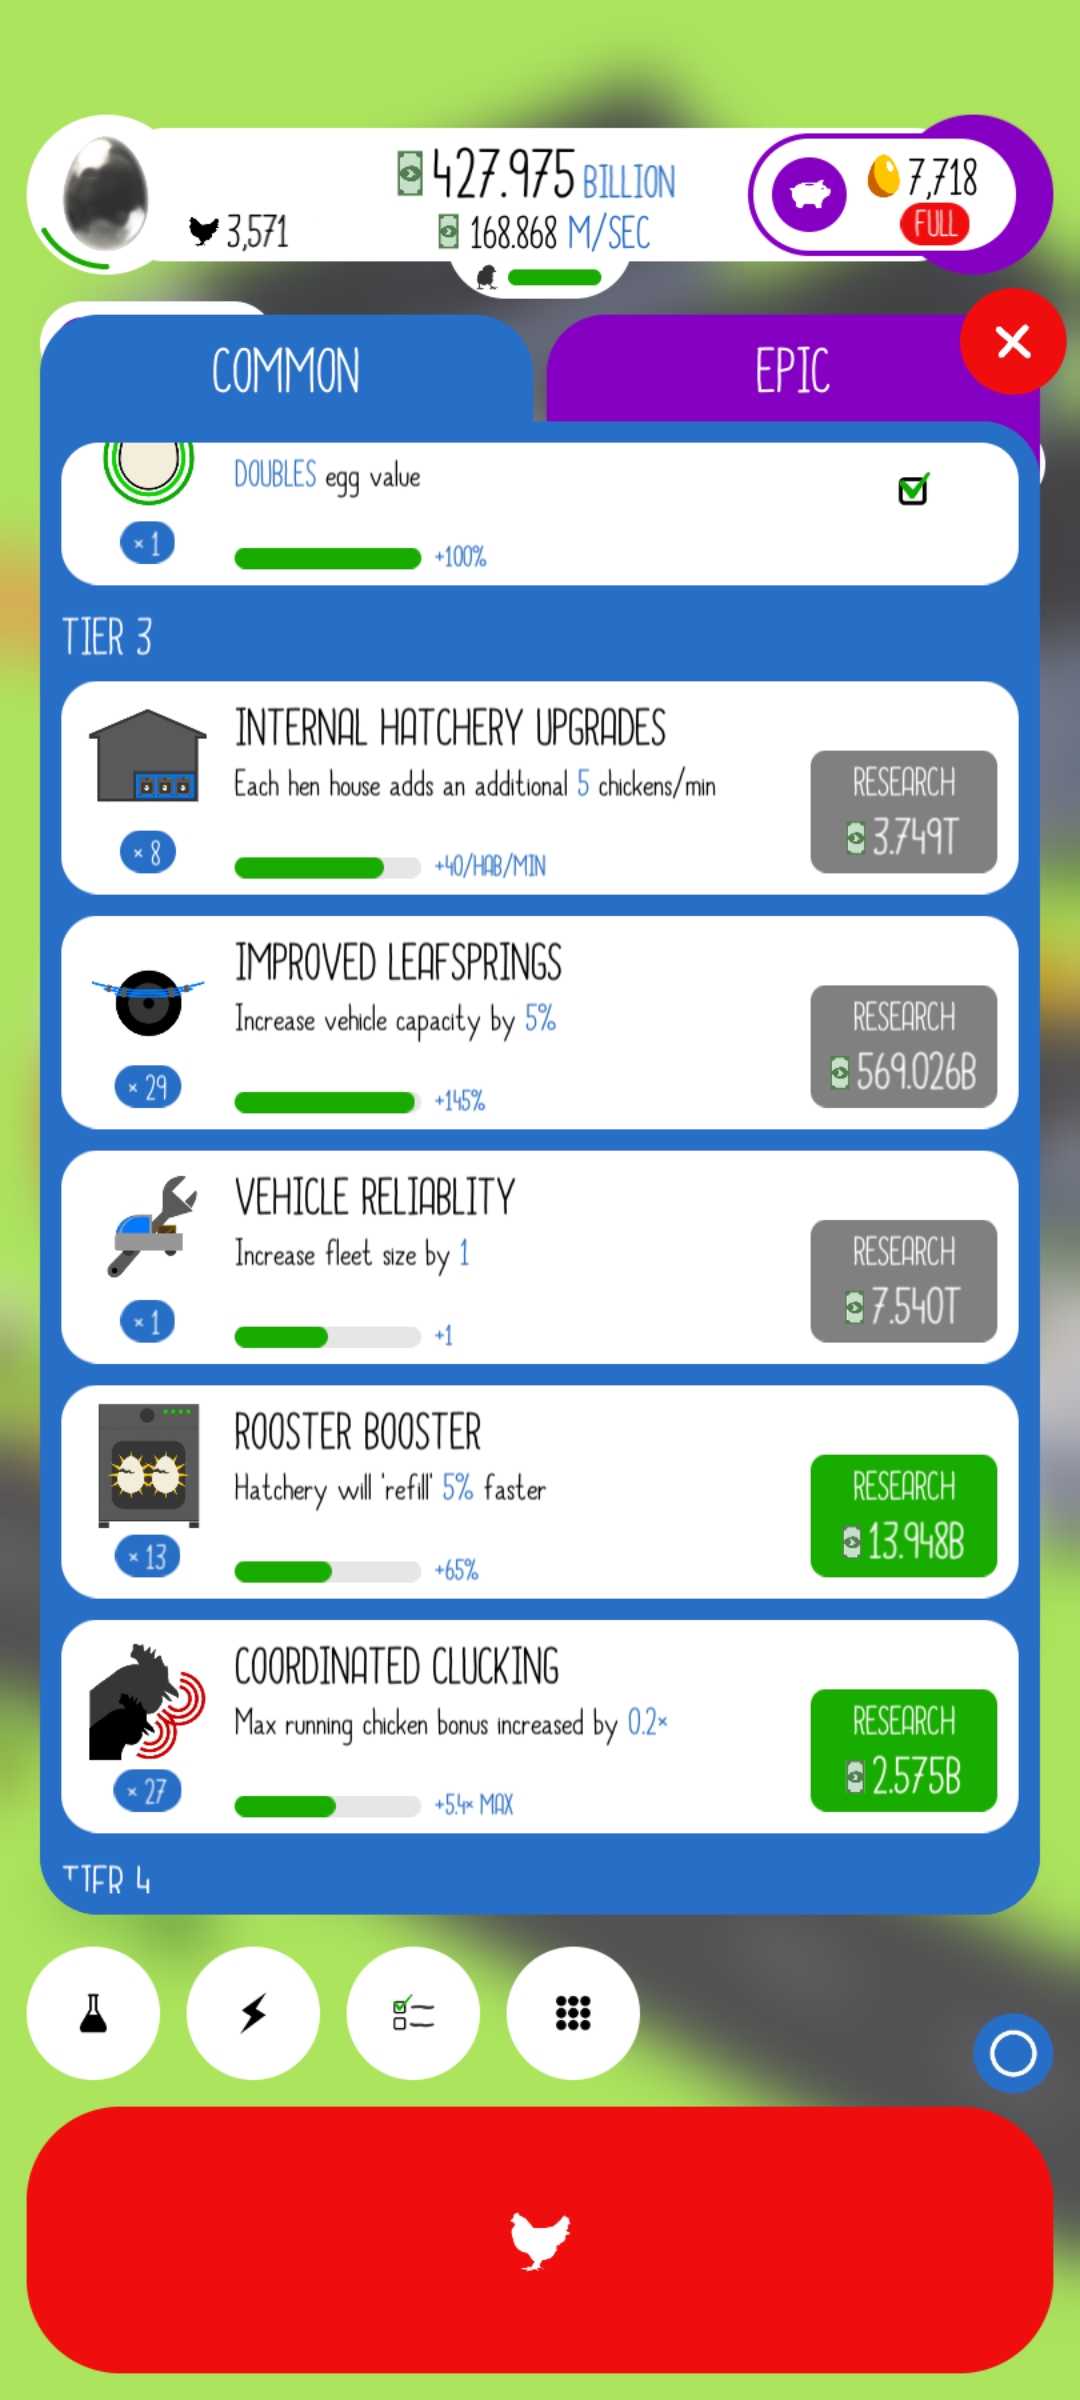 427.975 BILLION
3,571
168.868 M/SEC
7,718
FULL
COMMON
EPIC
DOUBLES egg value
× 1
+100%
TIER 3
INTERNAL HATCHERY UPGRADES
Each hen house adds an additional 5 chickens/min
RESEARCH
3.749T
× 8
+40/HAB/MIN
IMPROVED LEAFSPRINGS
Increase vehicle capacity by 5%
RESEARCH
569.026B
× 29
+145%
VEHICLE RELIABLITY
Increase fleet size by 1
RESEARCH
7.540T
× 1
+1
ROOSTER BOOSTER
Hatchery will 'refill' 5% faster
RESEARCH
13.948B
× 13
+65%
COORDINATED CLUCKING
Max running chicken bonus increased by 0.2×
RESEARCH
2.575B
× 27
+5.4× MAX
TIER 4